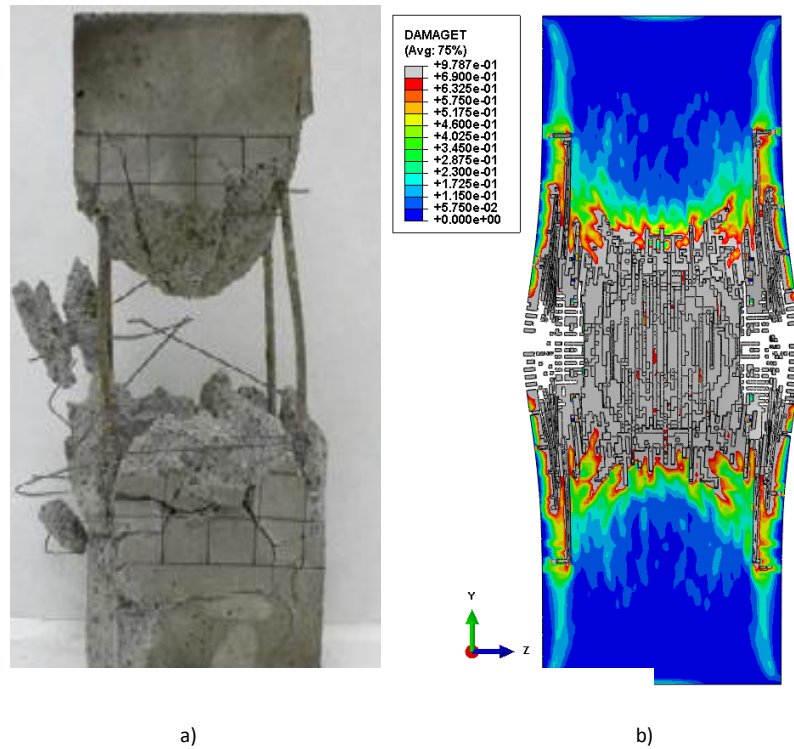 DAMAGET
(Avg: 75%)
+9.787e-01
+6.900e-01
+6.325e-01
+5.750e-01
+5.175e-01
+4.600e-01
+4.025e-01
+3.450e-01
+2.875e-01
+2.300e-01
+1.725e-01
+1.150e-01
+5.750e-02
+0.000e+00
Y
Z
a)
b)